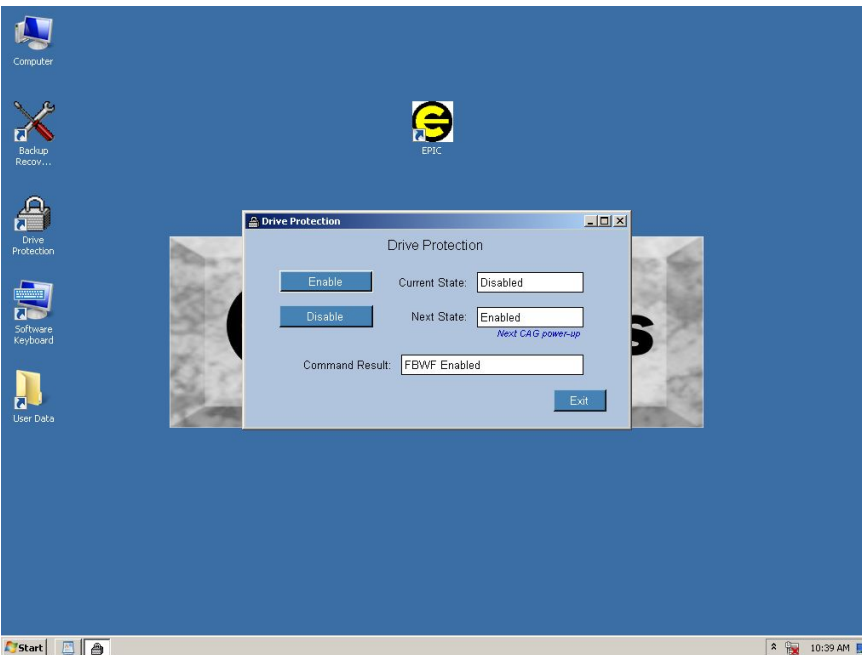 Computer
EPIC
Backup
Recov...
Drive
Protection
Software
Keyboard
User Data
Drive Protection
Drive Protection
Enable
Current State:
Disabled
Disable
Next State:
Enabled
Next CAG power-up
Command Result:
FBWF Enabled
Exit
s
Start
10:39 AM